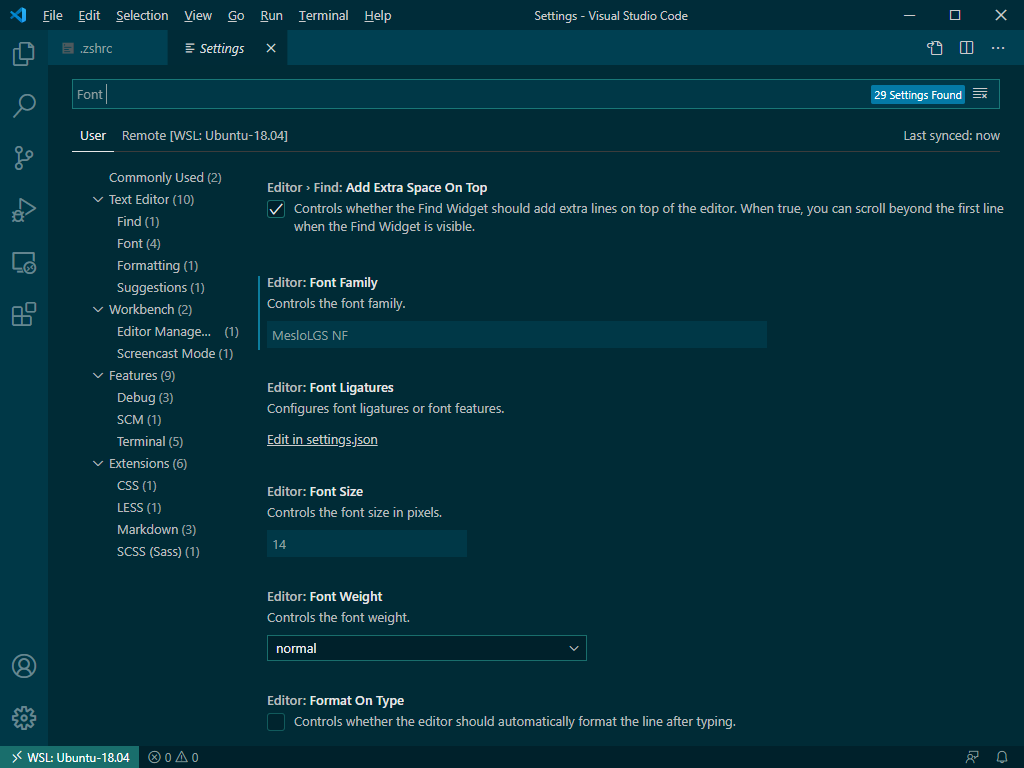 File Edit Selection View Go Run Terminal Help Settings - Visual Studio Code
.zshrc Settings
Font 29 Settings Found
User Remote [WSL: Ubuntu-18.04] Last synced: now
Commonly Used (2)
Text Editor (10)
Find (1)
Font (4)
Formatting (1)
Suggestions (1)
Workbench (2)
Editor Manage... (1)
Screencast Mode (1)
Features (9)
Debug (3)
SCM (1)
Terminal (5)
Extensions (6)
CSS (1)
LESS (1)
Markdown (3)
SCSS (Sass) (1)
Editor › Find: Add Extra Space On Top
Controls whether the Find Widget should add extra lines on top of the editor. When true, you can scroll beyond the first line
when the Find Widget is visible.
Editor: Font Family
Controls the font family.
MesloLGS NF
Editor: Font Ligatures
Configures font ligatures or font features.
Edit in settings.json
Editor: Font Size
Controls the font size in pixels.
14
Editor: Font Weight
Controls the font weight.
normal
Editor: Format On Type
Controls whether the editor should automatically format the line after typing.
WSL: Ubuntu-18.04 0 0